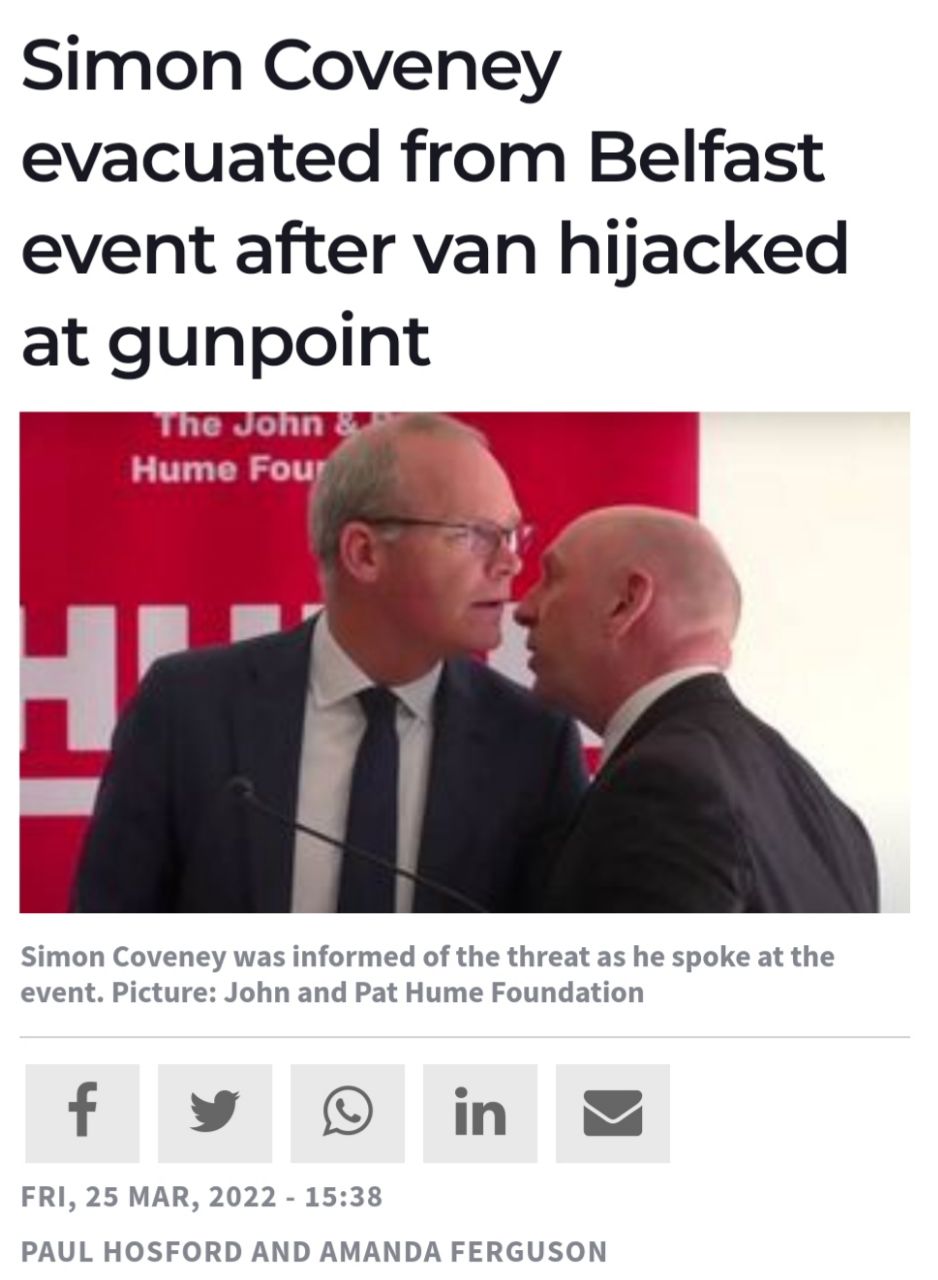 Simon Coveney
evacuated from Belfast
event after van hijacked
at gunpoint
The John &
Hume Fou
HU
Simon Coveney was informed of the threat as he spoke at the
event. Picture: John and Pat Hume Foundation
f
in
FRI, 25 MAR, 2022 - 15:38
PAUL HOSFORD AND AMANDA FERGUSON